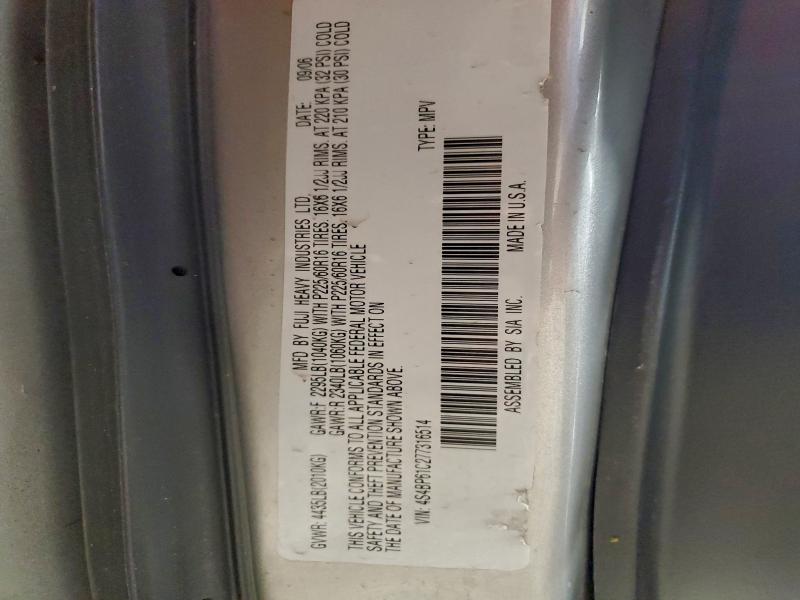 MFD BY FUJI HEAVY INDUSTRIES LTD. DATE: 09/06
GVWR: 4435LB(2010KG) GAWR:F 2295LB(1040KG) WITH P225/60R16 TIRES, 16X6 1/2JJ RIMS, AT 220 KPA (32 PSI) COLD
GAWR:R 2340LB(1060KG) WITH P225/60R16 TIRES, 16X6 1/2JJ RIMS, AT 210 KPA (30 PSI) COLD
THIS VEHICLE CONFORMS TO ALL APPLICABLE FEDERAL MOTOR VEHICLE
SAFETY AND THEFT PREVENTION STANDARDS IN EFFECT ON
THE DATE OF MANUFACTURE SHOWN ABOVE.
VIN: 4S4BP61C277316514 TYPE: MPV
ASSEMBLED BY SIA INC. MADE IN U.S.A.